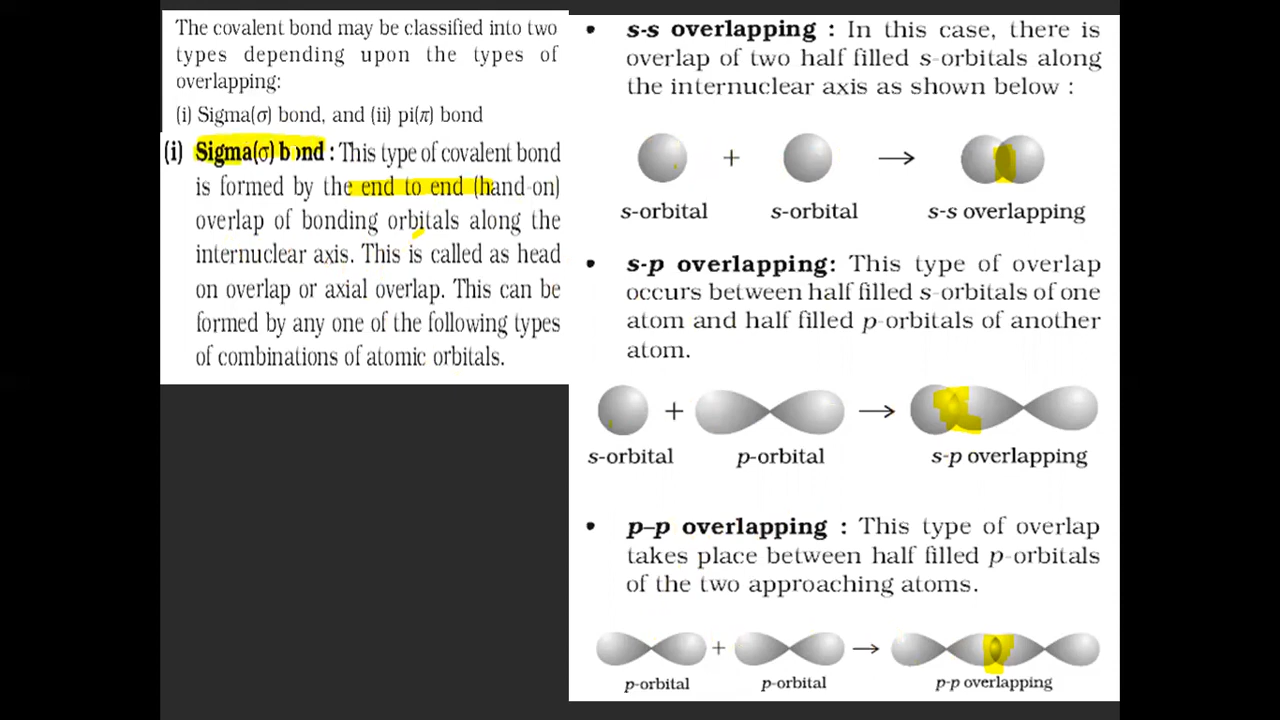 The covalent bond may be classified into two
types depending upon the types of
overlapping:
(i) Sigma(σ) bond, and (ii) pi(π) bond
(i) Sigma(σ) bond : This type of covalent bond
is formed by the end to end (hand-on)
overlap of bonding orbitals along the
internuclear axis. This is called as head
on overlap or axial overlap. This can be
formed by any one of the following types
of combinations of atomic orbitals.
• s-s overlapping : In this case, there is
overlap of two half filled s-orbitals along
the internuclear axis as shown below :
+ →
s-orbital s-orbital s-s overlapping
• s-p overlapping: This type of overlap
occurs between half filled s-orbitals of one
atom and half filled p-orbitals of another
atom.
+ →
s-orbital p-orbital s-p overlapping
• p–p overlapping : This type of overlap
takes place between half filled p-orbitals
of the two approaching atoms.
+ →
p-orbital p-orbital p-p overlapping